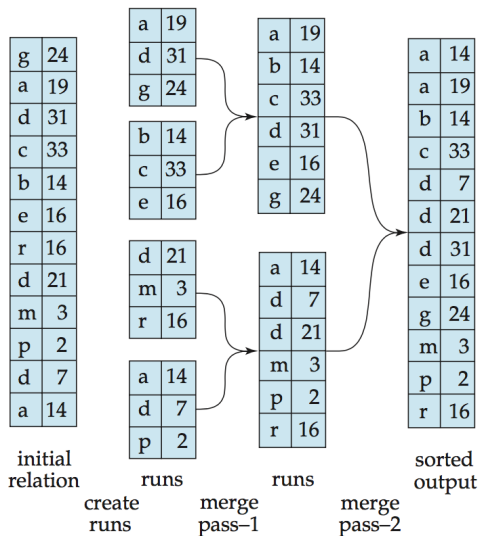 g 24
a 19
d 31
c 33
b 14
e 16
r 16
d 21
m 3
p 2
d 7
a 14
initial
relation
a 19
d 31
g 24
b 14
c 33
e 16
d 21
m 3
r 16
a 14
d 7
p 2
runs
create
runs
a 19
b 14
c 33
d 31
e 16
g 24
a 14
d 7
d 21
m 3
p 2
r 16
runs
merge
pass–1
a 14
a 19
b 14
c 33
d 7
d 21
d 31
e 16
g 24
m 3
p 2
r 16
sorted
output
merge
pass–2